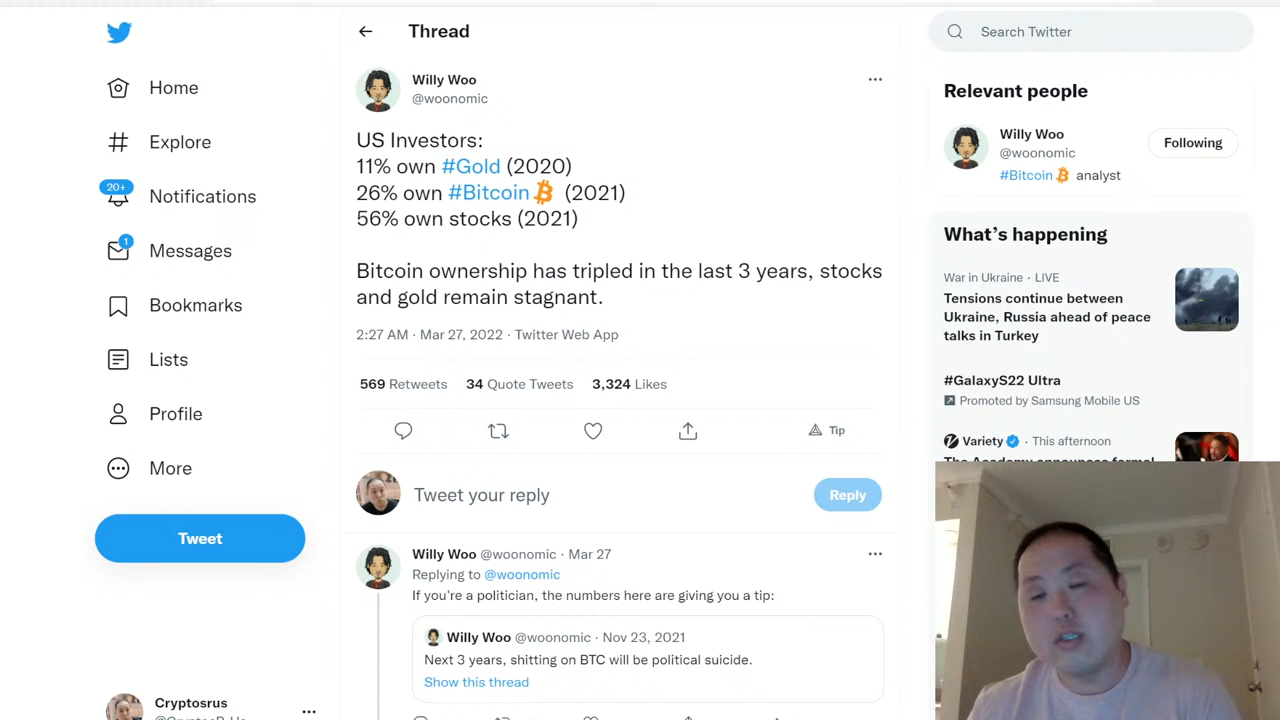 Thread
Search Twitter
Home
Explore
20+
Notifications
1
Messages
Bookmarks
Lists
Profile
More
Tweet
Cryptosrus
Willy Woo
@woonomic
US Investors:
11% own #Gold (2020)
26% own #Bitcoin (2021)
56% own stocks (2021)
Bitcoin ownership has tripled in the last 3 years, stocks
and gold remain stagnant.
2:27 AM · Mar 27, 2022 · Twitter Web App
569 Retweets 34 Quote Tweets 3,324 Likes
Tip
Tweet your reply
Reply
Willy Woo @woonomic · Mar 27
Replying to @woonomic
If you're a politician, the numbers here are giving you a tip:
Willy Woo @woonomic · Nov 23, 2021
Next 3 years, shitting on BTC will be political suicide.
Show this thread
Relevant people
Willy Woo
@woonomic
Following
#Bitcoin analyst
What's happening
War in Ukraine · LIVE
Tensions continue between
Ukraine, Russia ahead of peace
talks in Turkey
#GalaxyS22 Ultra
Promoted by Samsung Mobile US
Variety · This afternoon